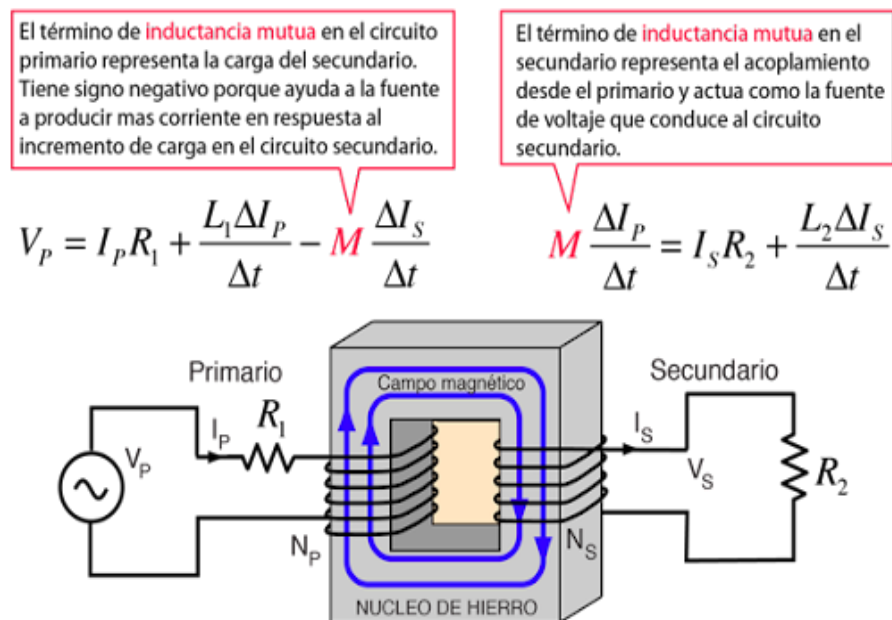 El término de inductancia mutua en el circuito
primario representa la carga del secundario.
Tiene signo negativo porque ayuda a la fuente
a producir mas corriente en respuesta al
incremento de carga en el circuito secundario.
El término de inductancia mutua en el
secundario representa el acoplamiento
desde el primario y actua como la fuente
de voltaje que conduce al circuito
secundario.
V_P = I_P R_1 + L_1 ΔI_P / Δt − M ΔI_S / Δt
M ΔI_P / Δt = I_S R_2 + L_2 ΔI_S / Δt
Primario
Campo magnético
Secundario
I_P
R_1
I_S
V_P
V_S
R_2
N_P
N_S
NUCLEO DE HIERRO